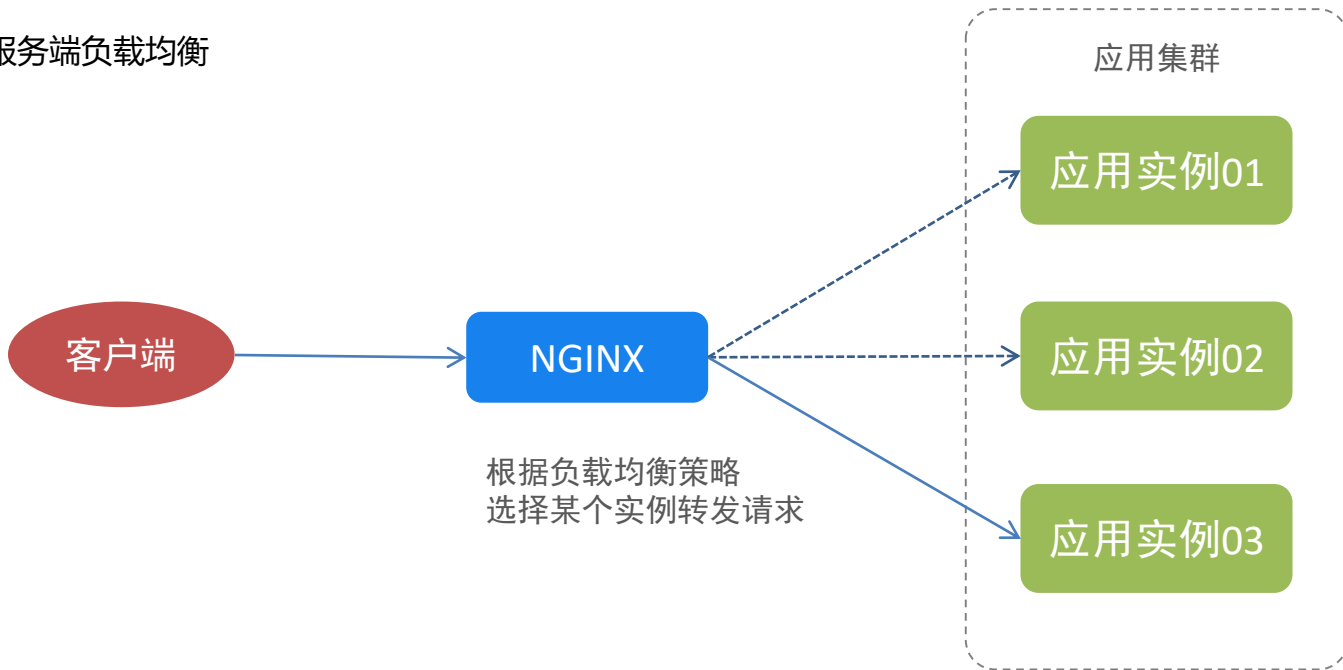 服务端负载均衡
应用集群
应用实例01
客户端
NGINX
应用实例02
根据负载均衡策略
选择某个实例转发请求
应用实例03